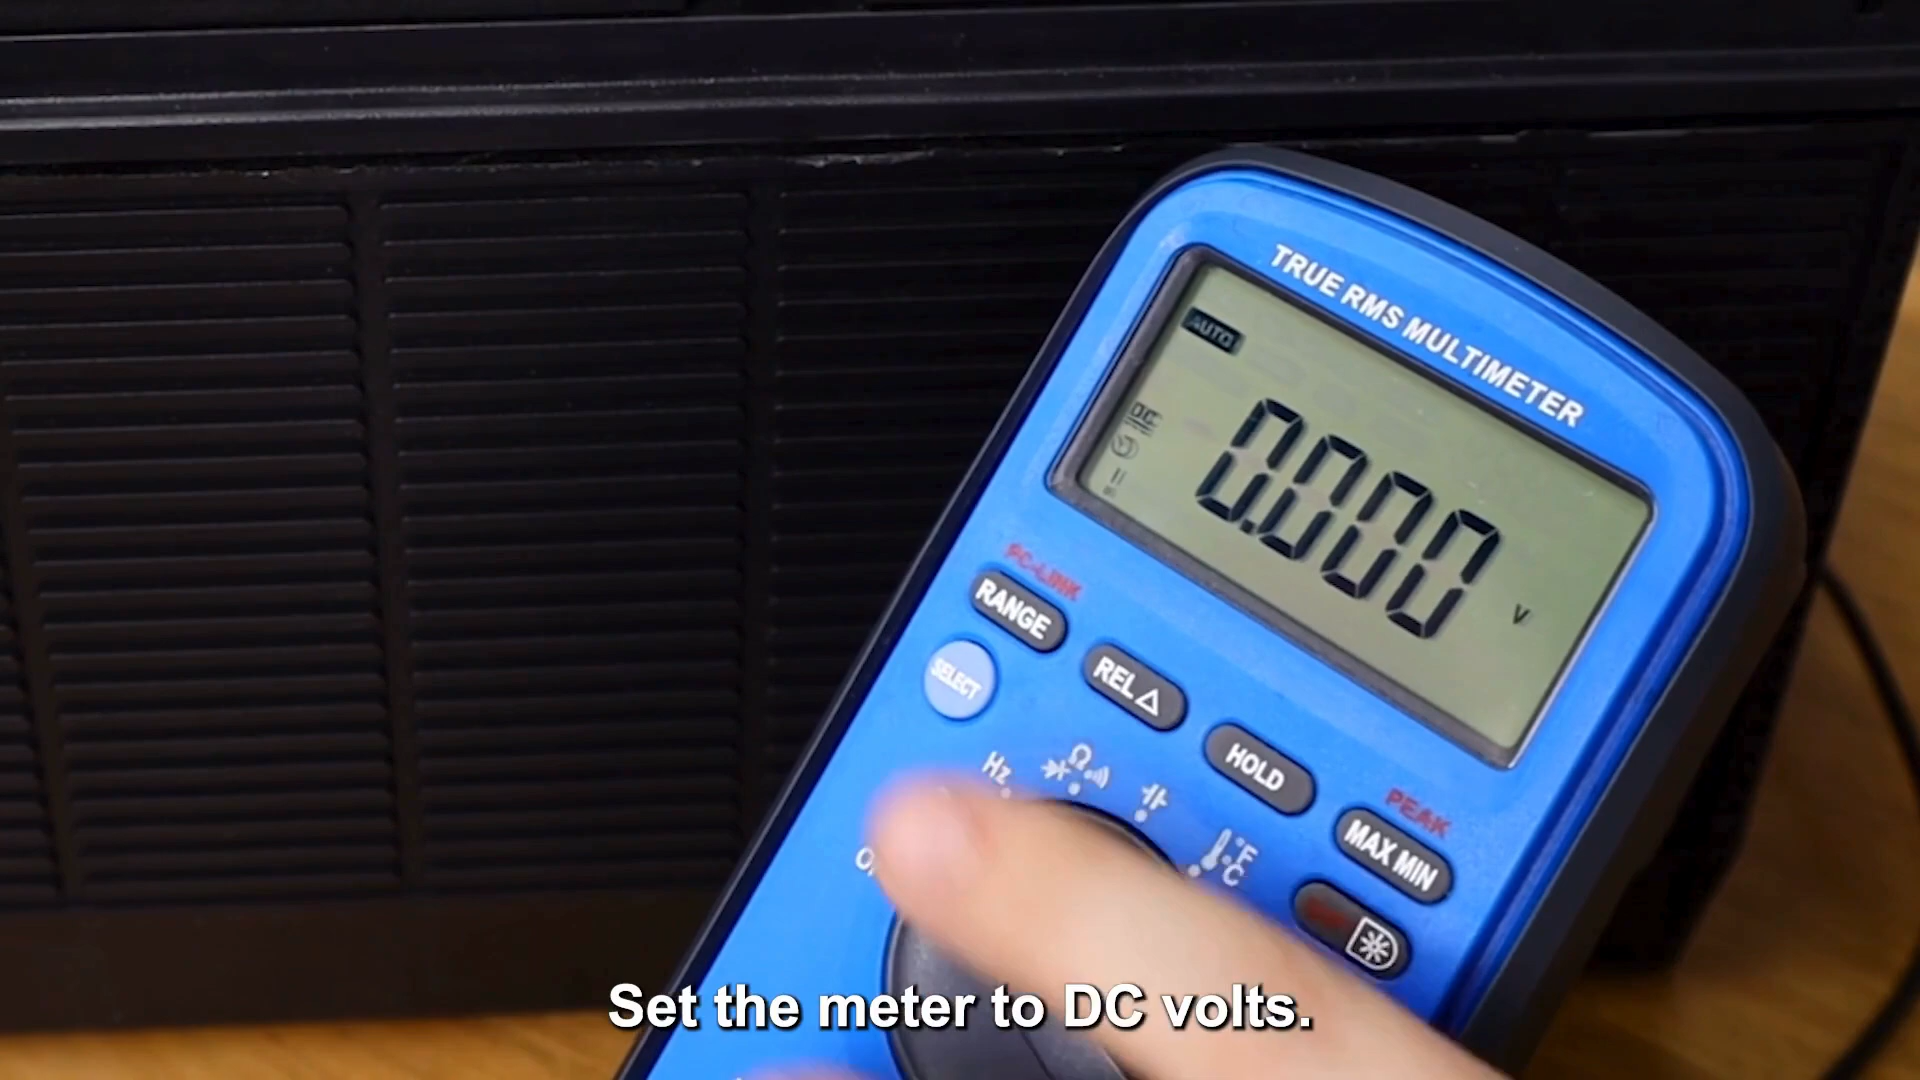 TRUE RMS MULTIMETER
AUTO
DC
0.000
V
PC-LINK
RANGE
SELECT
REL△
HOLD
PEAK
MAX MIN
Hz
Ω
°F
°C
Set the meter to DC volts.